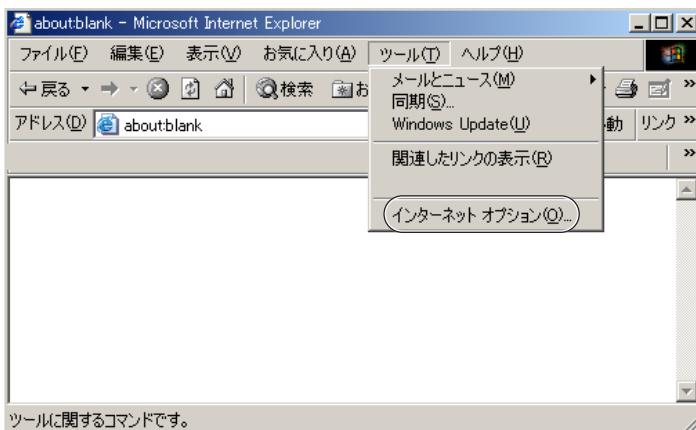 about:blank - Microsoft Internet Explorer
ファイル(F) 編集(E) 表示(V) お気に入り(A) ツール(T) ヘルプ(H)
戻る 検索 お
メールとニュース(M)
同期(S)...
Windows Update(U)
関連したリンクの表示(R)
インターネット オプション(O)...
アドレス(D) about:blank 動 リンク
ツールに関するコマンドです。